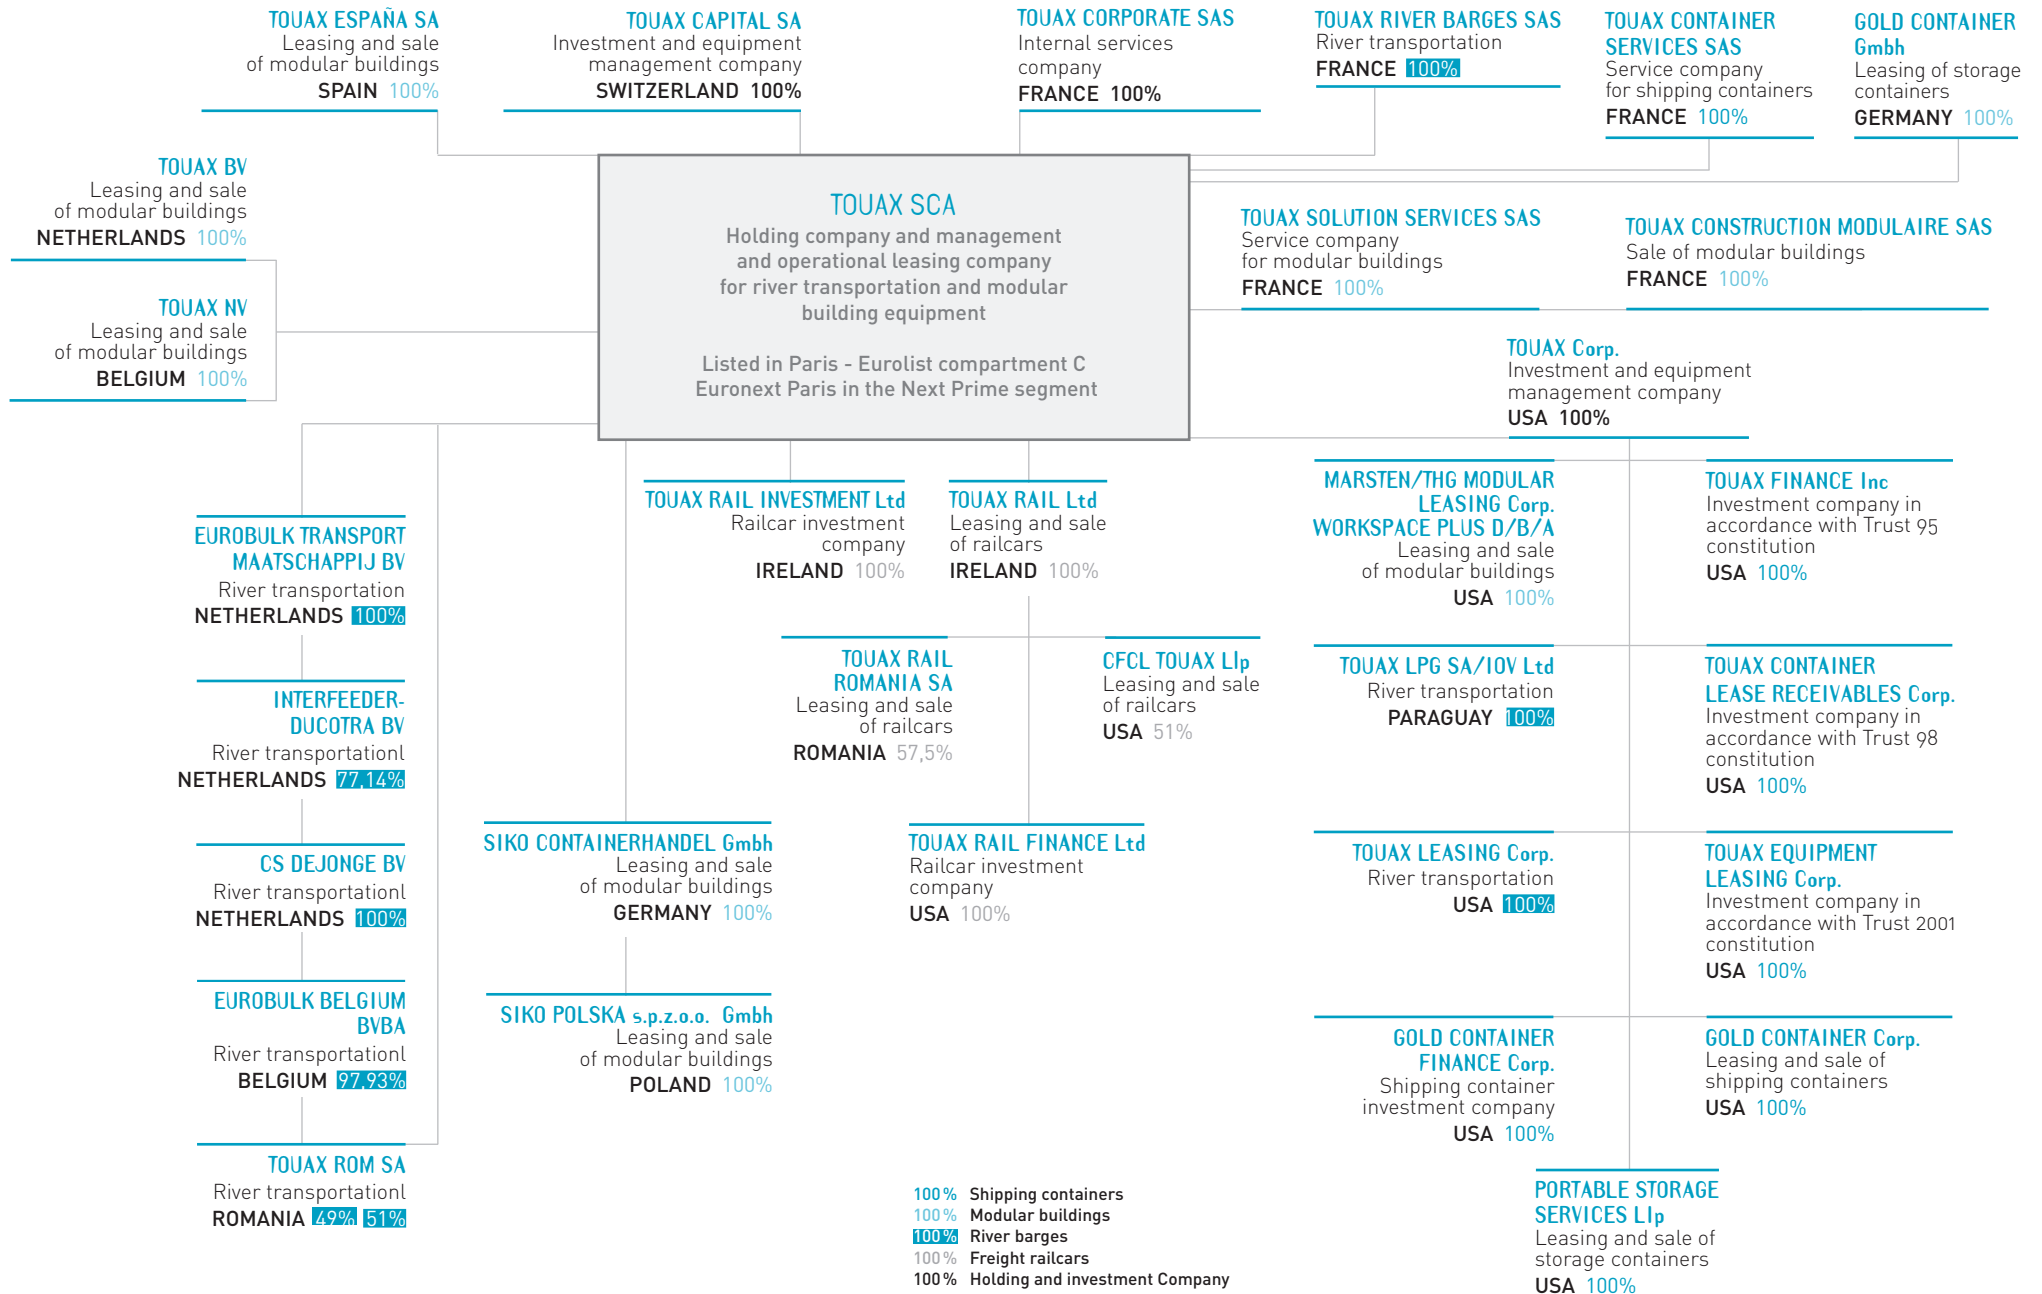 TOUAX ESPAÑA SA
Leasing and sale
of modular buildings
SPAIN 100%
TOUAX CAPITAL SA
Investment and equipment
management company
SWITZERLAND 100%
TOUAX CORPORATE SAS
Internal services
company
FRANCE 100%
TOUAX RIVER BARGES SAS
River transportation
FRANCE 100%
TOUAX CONTAINER
SERVICES SAS
Service company
for shipping containers
FRANCE 100%
GOLD CONTAINER
Gmbh
Leasing of storage
containers
GERMANY 100%
TOUAX BV
Leasing and sale
of modular buildings
NETHERLANDS 100%
TOUAX NV
Leasing and sale
of modular buildings
BELGIUM 100%
TOUAX SCA
Holding company and management
and operational leasing company
for river transportation and modular
building equipment
Listed in Paris - Eurolist compartment C
Euronext Paris in the Next Prime segment
TOUAX SOLUTION SERVICES SAS
Service company
for modular buildings
FRANCE 100%
TOUAX CONSTRUCTION MODULAIRE SAS
Sale of modular buildings
FRANCE 100%
TOUAX Corp.
Investment and equipment
management company
USA 100%
EUROBULK TRANSPORT
MAATSCHAPPIJ BV
River transportation
NETHERLANDS 100%
INTERFEEDER-
DUCOTRA BV
River transportationl
NETHERLANDS 77,14%
CS DEJONGE BV
River transportationl
NETHERLANDS 100%
EUROBULK BELGIUM
BVBA
River transportationl
BELGIUM 97,93%
TOUAX ROM SA
River transportationl
ROMANIA 49% 51%
TOUAX RAIL INVESTMENT Ltd
Railcar investment
company
IRELAND 100%
TOUAX RAIL Ltd
Leasing and sale
of railcars
IRELAND 100%
TOUAX RAIL
ROMANIA SA
Leasing and sale
of railcars
ROMANIA 57,5%
CFCL TOUAX Llp
Leasing and sale
of railcars
USA 51%
SIKO CONTAINERHANDEL Gmbh
Leasing and sale
of modular buildings
GERMANY 100%
TOUAX RAIL FINANCE Ltd
Railcar investment
company
USA 100%
SIKO POLSKA s.p.z.o.o. Gmbh
Leasing and sale
of modular buildings
POLAND 100%
MARSTEN/THG MODULAR
LEASING Corp.
WORKSPACE PLUS D/B/A
Leasing and sale
of modular buildings
USA 100%
TOUAX FINANCE Inc
Investment company in
accordance with Trust 95
constitution
USA 100%
TOUAX LPG SA/IOV Ltd
River transportation
PARAGUAY 100%
TOUAX CONTAINER
LEASE RECEIVABLES Corp.
Investment company in
accordance with Trust 98
constitution
USA 100%
TOUAX LEASING Corp.
River transportation
USA 100%
TOUAX EQUIPMENT
LEASING Corp.
Investment company in
accordance with Trust 2001
constitution
USA 100%
GOLD CONTAINER
FINANCE Corp.
Shipping container
investment company
USA 100%
GOLD CONTAINER Corp.
Leasing and sale of
shipping containers
USA 100%
PORTABLE STORAGE
SERVICES Llp
Leasing and sale of
storage containers
USA 100%
100% Shipping containers
100% Modular buildings
100% River barges
100% Freight railcars
100% Holding and investment Company